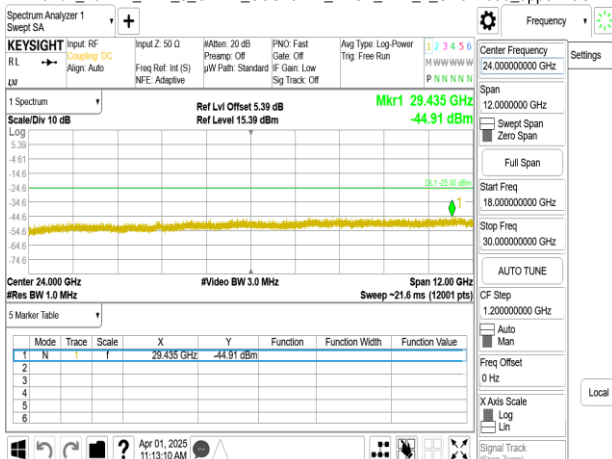 Spectrum Analyzer 1
Swept SA
+
Frequency
Settings
KEYSIGHT
RL
Input: RF
Coupling: DC
Align: Auto
Input Z: 50 Ω
Freq Ref: Int (S)
NFE: Adaptive
#Atten: 20 dB
Preamp: Off
µW Path: Standard
PNO: Fast
Gate: Off
IF Gain: Low
Sig Track: Off
Avg Type: Log-Power
Trig: Free Run
1 2 3 4 5 6
M W W W W W
P N N N N N
1 Spectrum
Scale/Div 10 dB
Log
Ref Lvl Offset 5.39 dB
Ref Level 15.39 dBm
Mkr1 29.435 GHz
-44.91 dBm
5.39
-4.61
-14.6
-24.6
-34.6
-44.6
-54.6
-64.6
-74.6
DL1 -25.00 dBm
1
Center 24.000 GHz
#Res BW 1.0 MHz
#Video BW 3.0 MHz
Span 12.00 GHz
Sweep ~21.6 ms (12001 pts)
5 Marker Table
Mode Trace Scale X Y Function Function Width Function Value
1 N 1 f 29.435 GHz -44.91 dBm
2
3
4
5
6
Center Frequency
24.000000000 GHz
Span
12.0000000 GHz
Swept Span
Zero Span
Full Span
Start Freq
18.000000000 GHz
Stop Freq
30.000000000 GHz
AUTO TUNE
CF Step
1.200000000 GHz
Auto
Man
Freq Offset
0 Hz
X Axis Scale
Log
Lin
Signal Track
Local
?
Apr 01, 2025
11:13:10 AM